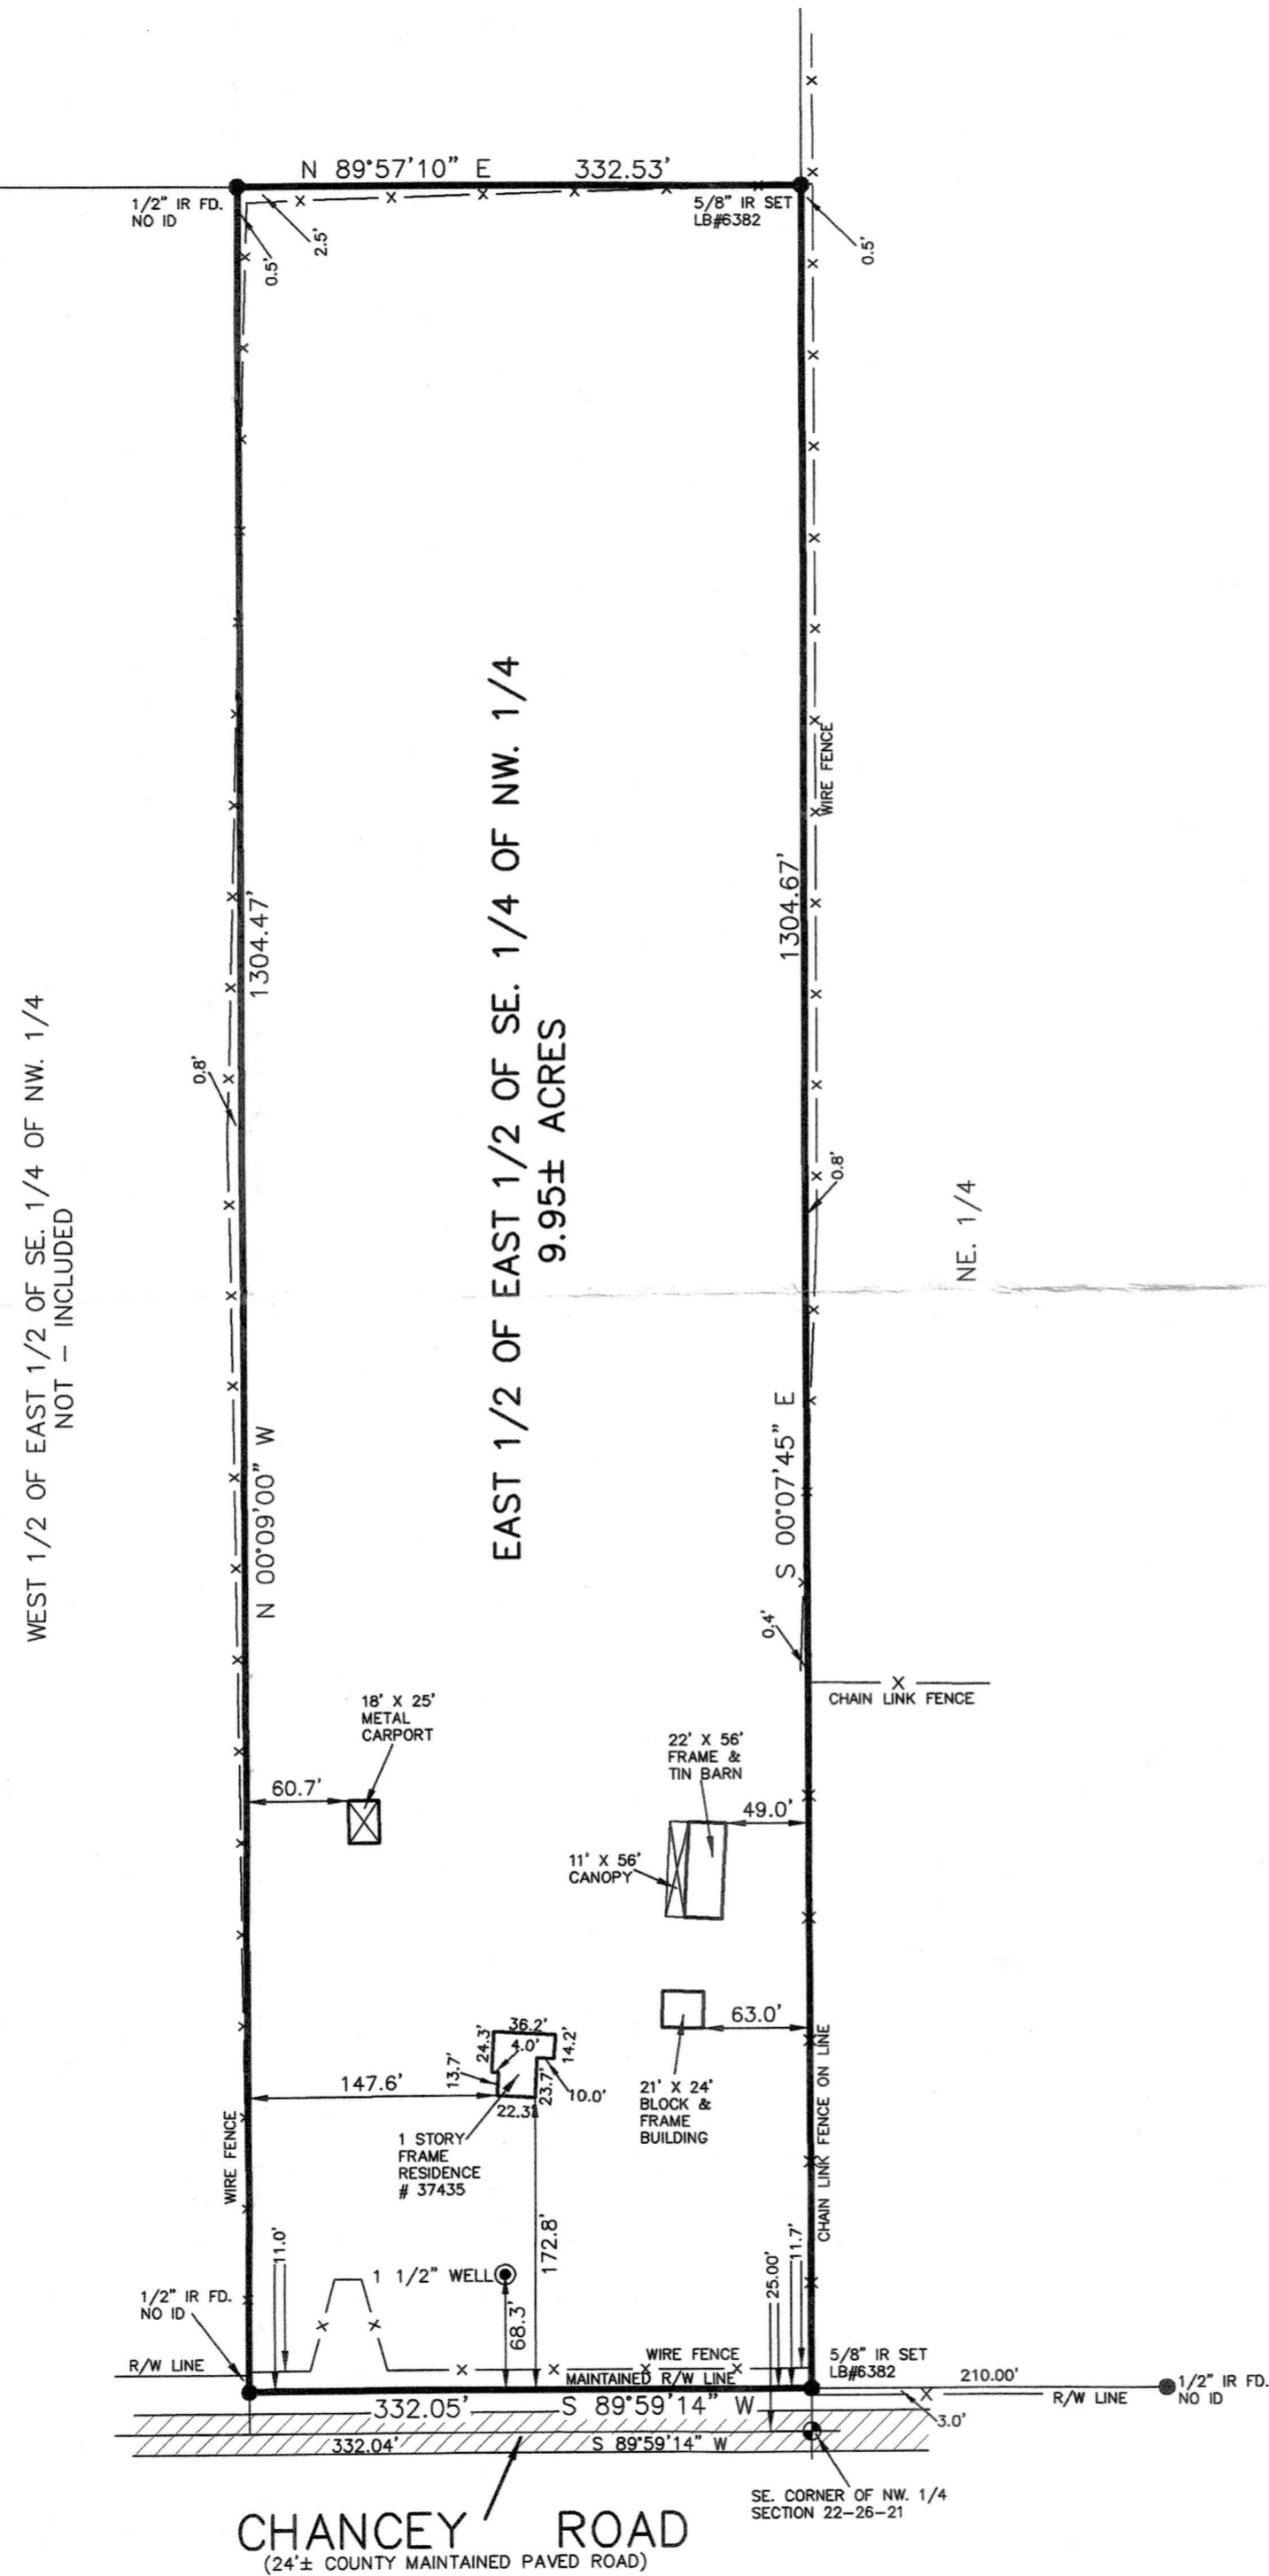 N 89°57'10" E 332.53'
1/2" IR FD.
NO ID
5/8" IR SET
LB#6382
0.5'
2.5'
0.5'
WIRE FENCE
1304.47'
1304.67'
EAST 1/2 OF EAST 1/2 OF SE. 1/4 OF NW. 1/4
9.95± ACRES
WEST 1/2 OF EAST 1/2 OF SE. 1/4 OF NW. 1/4
NOT - INCLUDED
0.8'
0.8'
NE. 1/4
N 00°09'00" W
S 00°07'45" E
0.4'
CHAIN LINK FENCE
18' X 25'
METAL
CARPORT
60.7'
22' X 56'
FRAME &
TIN BARN
49.0'
11' X 56'
CANOPY
63.0'
36.2'
24.3'
4.0'
14.2'
13.7'
23.7'
10.0'
147.6'
22.3'
21' X 24'
BLOCK &
FRAME
BUILDING
1 STORY
FRAME
RESIDENCE
# 37435
WIRE FENCE
CHAIN LINK FENCE ON LINE
172.8'
11.0'
1 1/2" WELL
68.3'
25.00'
11.7'
1/2" IR FD.
NO ID
R/W LINE
WIRE FENCE
MAINTAINED R/W LINE
5/8" IR SET
LB#6382
210.00'
1/2" IR FD.
NO ID
R/W LINE
3.0'
332.05' S 89°59'14" W
332.04' S 89°59'14" W
SE. CORNER OF NW. 1/4
SECTION 22-26-21
CHANCEY ROAD
(24'± COUNTY MAINTAINED PAVED ROAD)